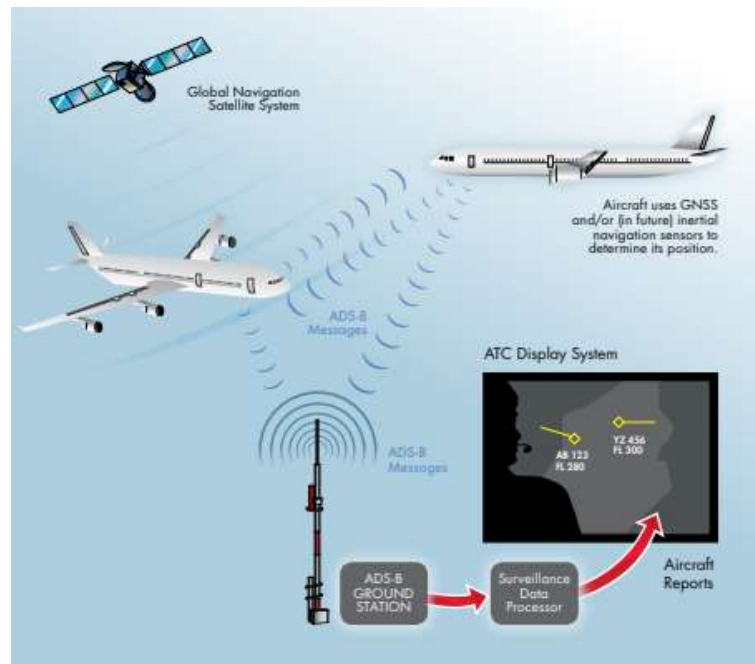 Global Navigation
Satellite System
Aircraft uses GNSS
and/or (in future) inertial
navigation sensors to
determine its position.
ADS-B
Messages
ATC Display System
AB 123
FL 280
YZ 456
FL 300
ADS-B
Messages
ADS-B
GROUND
STATION
Surveillance
Data
Processor
Aircraft
Reports